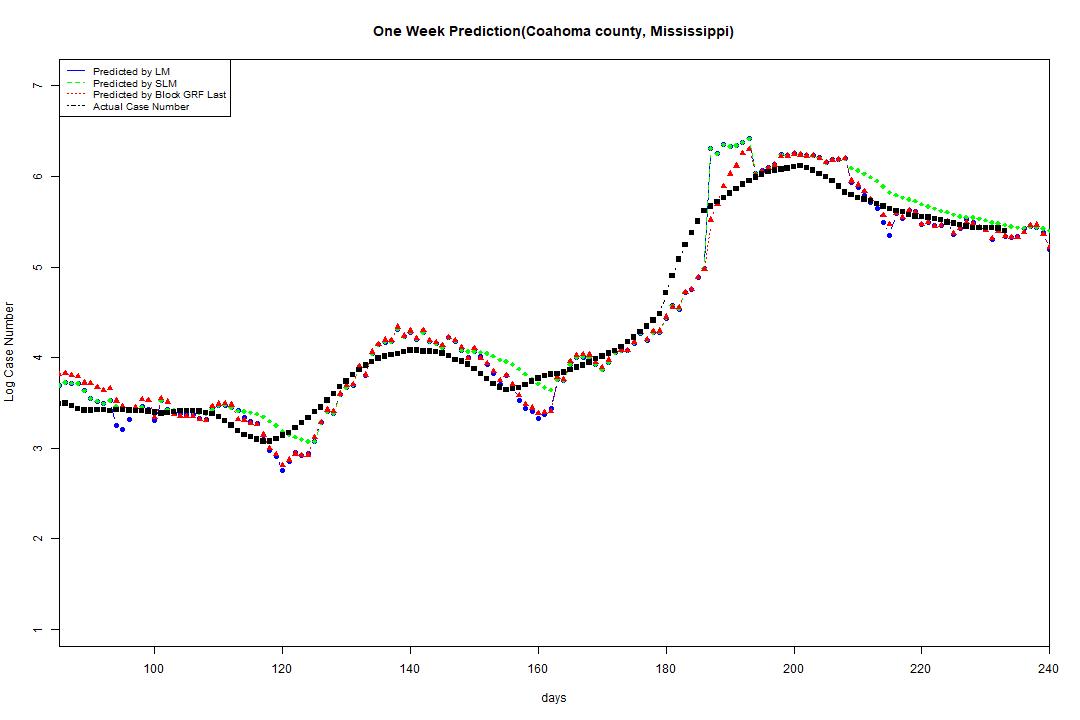 One Week Prediction(Coahoma county, Mississippi)
Predicted by LM
Predicted by SLM
Predicted by Block GRF Last
Actual Case Number
7
6
5
4
3
2
1
Log Case Number
100 120 140 160 180 200 220 240
days